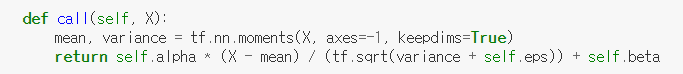 def call(self, X):
    mean, variance = tf.nn.moments(X, axes=-1, keepdims=True)
    return self.alpha * (X - mean) / (tf.sqrt(variance + self.eps)) + self.beta